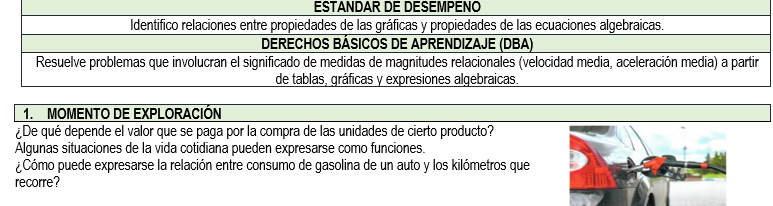 ESTÁNDAR DE DESEMPEÑO
Identifico relaciones entre propiedades de las gráficas y propiedades de las ecuaciones algebraicas.
DERECHOS BÁSICOS DE APRENDIZAJE (DBA)
Resuelve problemas que involucran el significado de medidas de magnitudes relacionales (velocidad media, aceleración media) a partir
de tablas, gráficas y expresiones algebraicas.
1. MOMENTO DE EXPLORACIÓN
¿De qué depende el valor que se paga por la compra de las unidades de cierto producto?
Algunas situaciones de la vida cotidiana pueden expresarse como funciones.
¿Cómo puede expresarse la relación entre consumo de gasolina de un auto y los kilómetros que
recorre?